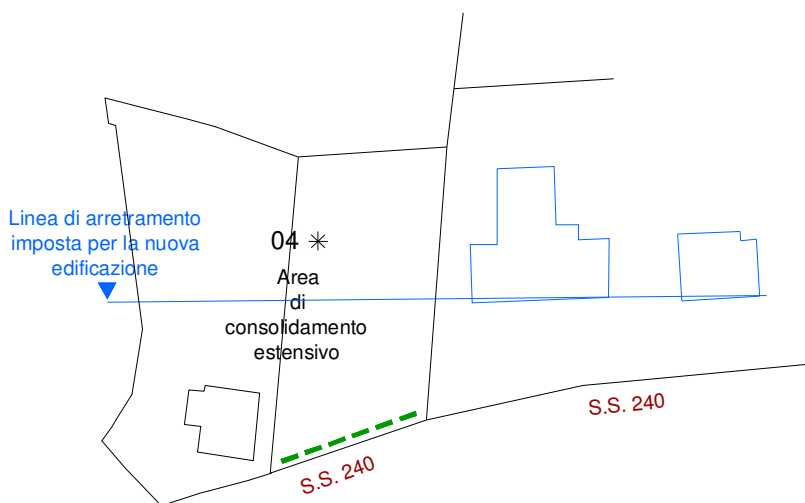 Linea di arretramento
imposta per la nuova
edificazione
04 ✳
Area
di
consolidamento
estensivo
S.S. 240
S.S. 240